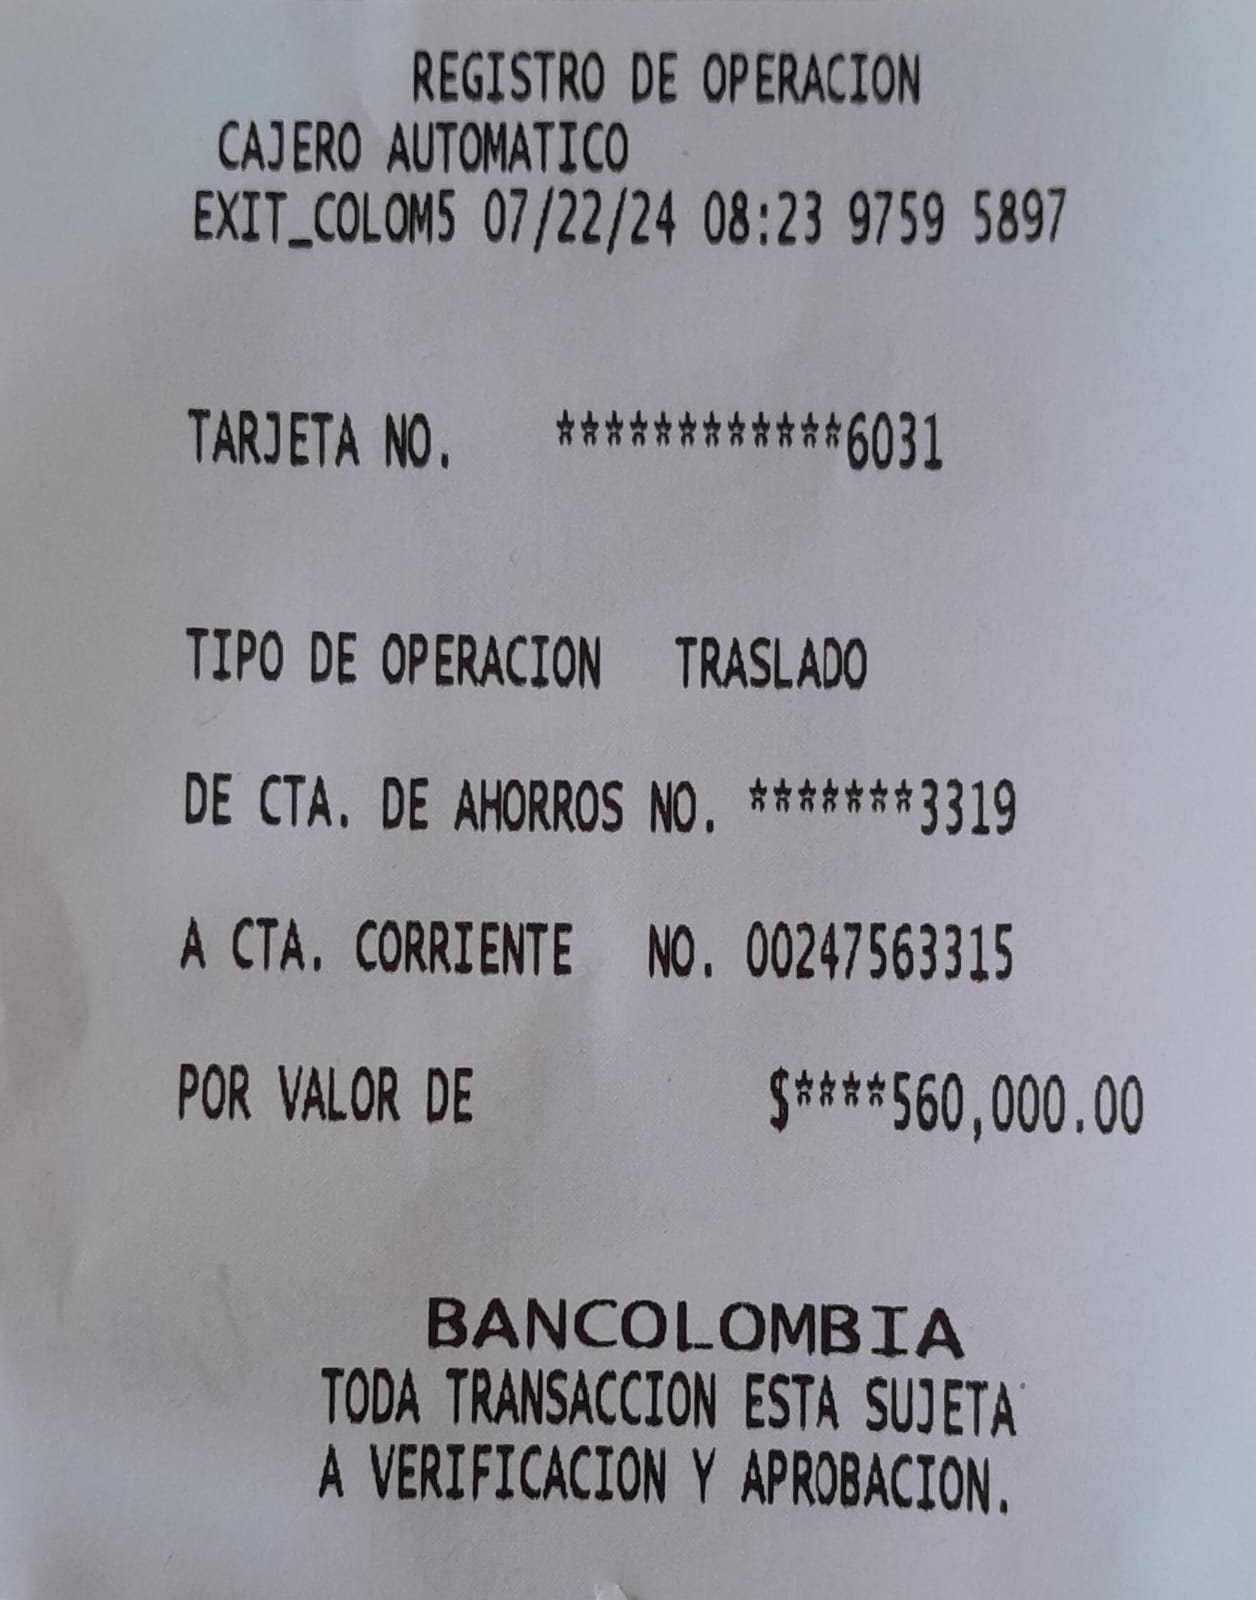 REGISTRO DE OPERACION
CAJERO AUTOMATICO
EXIT_COLOM5 07/22/24 08:23 9759 5897
TARJETA NO. ************6031
TIPO DE OPERACION TRASLADO
DE CTA. DE AHORROS NO. *******3319
A CTA. CORRIENTE NO. 00247563315
POR VALOR DE $****560,000.00
BANCOLOMBIA
TODA TRANSACCION ESTA SUJETA
A VERIFICACION Y APROBACION.